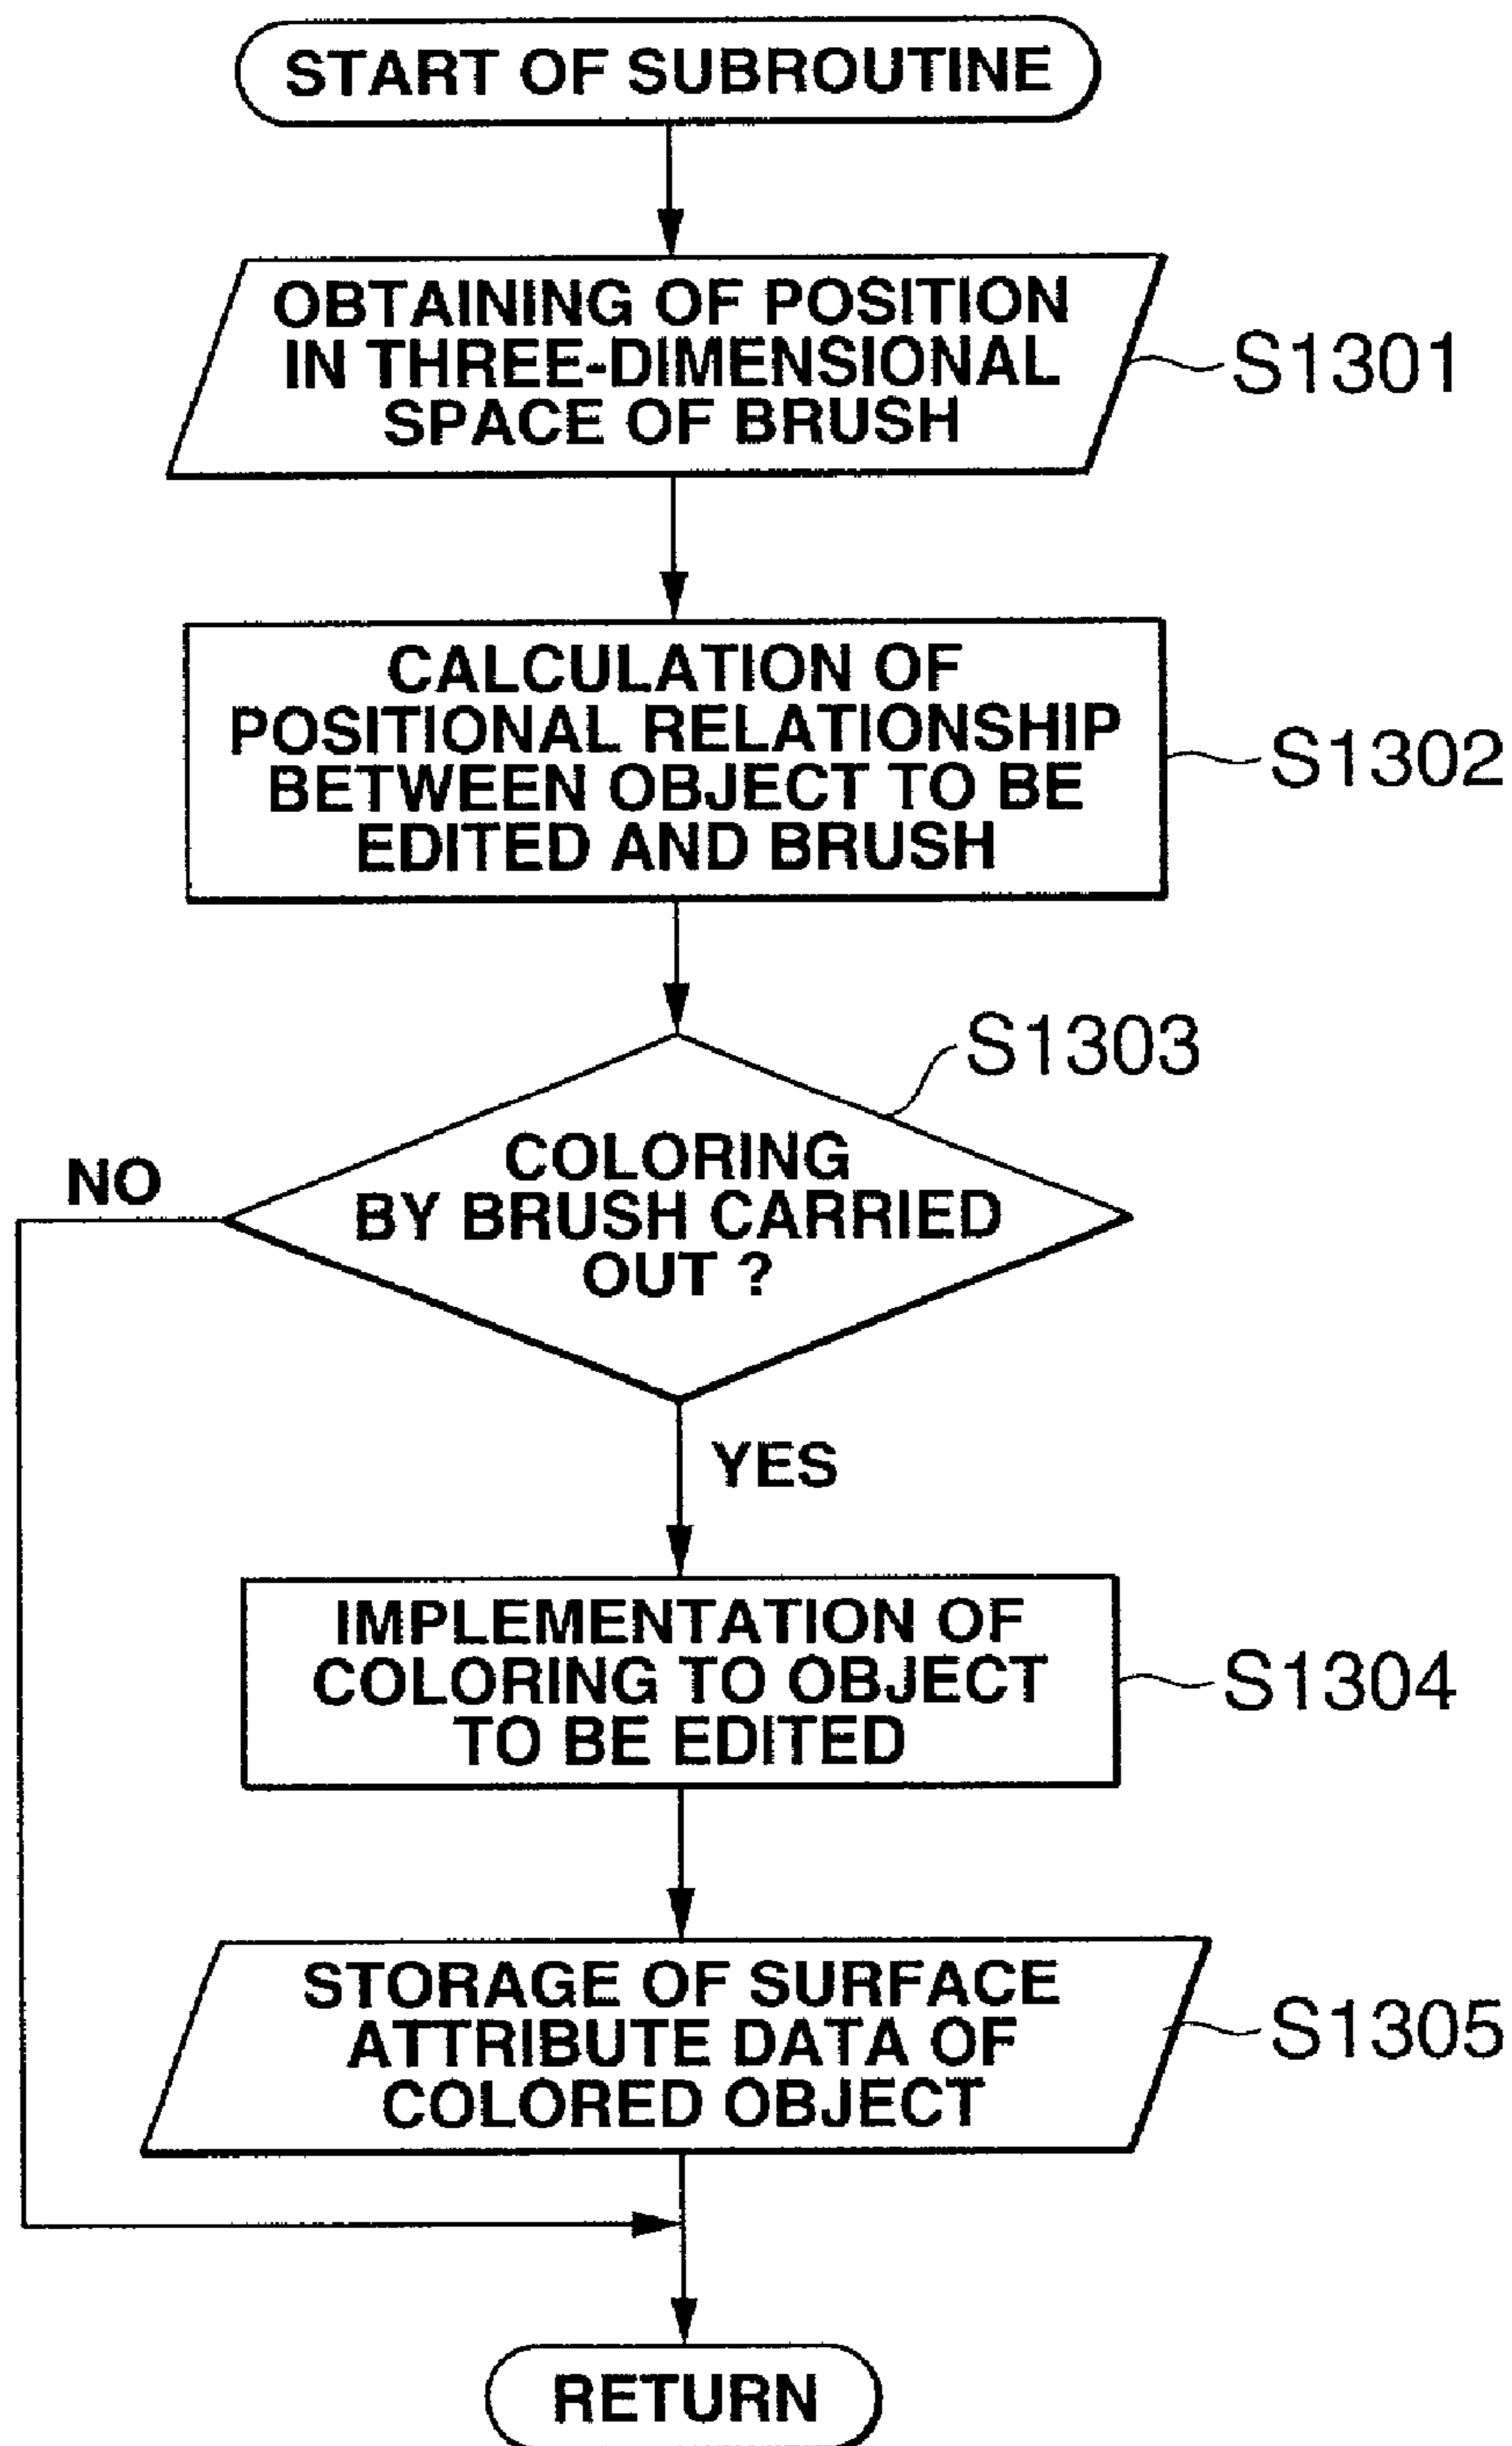 START OF SUBROUTINE
OBTAINING OF POSITION
IN THREE-DIMENSIONAL
SPACE OF BRUSH
S1301
CALCULATION OF
POSITIONAL RELATIONSHIP
BETWEEN OBJECT TO BE
EDITED AND BRUSH
S1302
S1303
COLORING
BY BRUSH CARRIED
OUT ?
NO
YES
IMPLEMENTATION OF
COLORING TO OBJECT
TO BE EDITED
S1304
STORAGE OF SURFACE
ATTRIBUTE DATA OF
COLORED OBJECT
S1305
RETURN